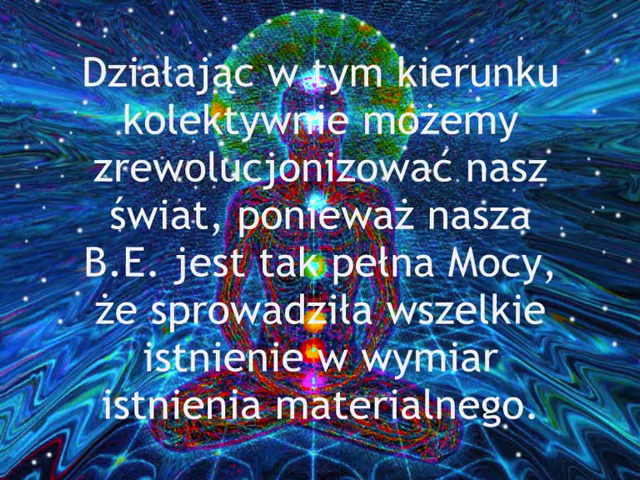 Działając w tym kierunku
kolektywnie możemy
zrewolucjonizować nasz
świat, ponieważ nasza
B.E. jest tak pełna Mocy,
że sprowadziła wszelkie
istnienie w wymiar
istnienia materialnego.